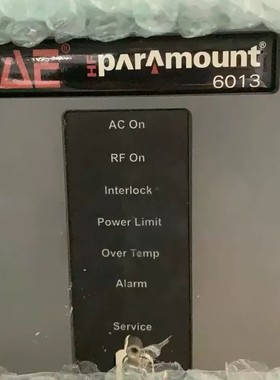 AE® HF paramount®
6013
AC On
RF On
Interlock
Power Limit
Over Temp
Alarm
Service